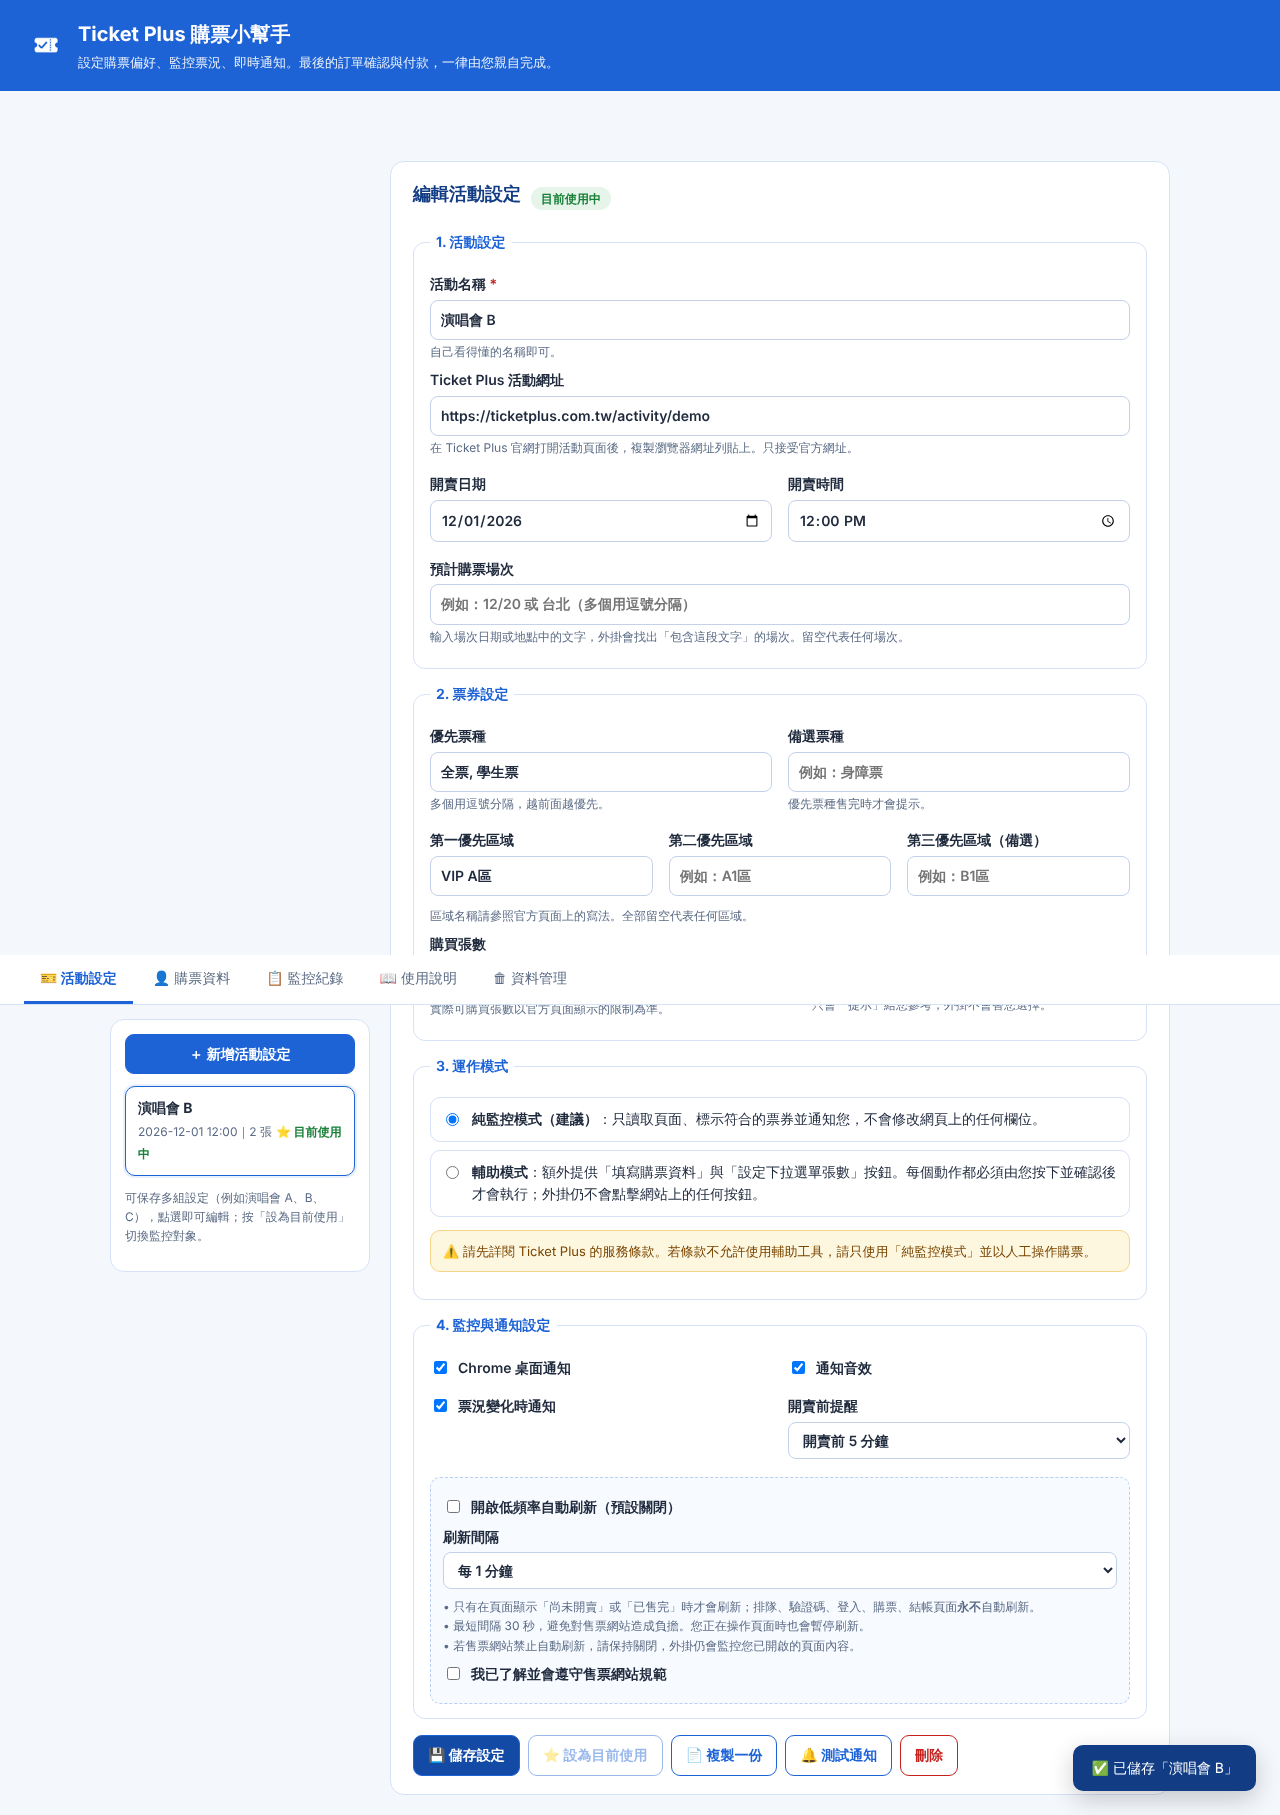 Ticket Plus 購票小幫手
設定購票偏好、監控票況、即時通知。最後的訂單確認與付款，一律由您親自完成。
編輯活動設定 目前使用中
1. 活動設定
活動名稱 *
演唱會 B
自己看得懂的名稱即可。
Ticket Plus 活動網址
https://ticketplus.com.tw/activity/demo
在 Ticket Plus 官網打開活動頁面後，複製瀏覽器網址列貼上。只接受官方網址。
開賣日期 開賣時間
12/01/2026 12:00 PM
預計購票場次
例如：12/20 或 台北（多個用逗號分隔）
輸入場次日期或地點中的文字，外掛會找出「包含這段文字」的場次。留空代表任何場次。
2. 票券設定
優先票種 備選票種
全票, 學生票 例如：身障票
多個用逗號分隔，越前面越優先。 優先票種售完時才會提示。
第一優先區域 第二優先區域 第三優先區域（備選）
VIP A區 例如：A1區 例如：B1區
區域名稱請參照官方頁面上的寫法。全部留空代表任何區域。
購買張數
🎫 活動設定 👤 購票資料 📋 監控紀錄 📖 使用說明 🗑 資料管理
實際可購買張數以官方頁面顯示的限制為準。 只會「提示」給您參考，外掛不會替您選擇。
＋ 新增活動設定
演唱會 B
2026-12-01 12:00｜2 張 ⭐ 目前使用
中
可保存多組設定（例如演唱會 A、B、
C），點選即可編輯；按「設為目前使用」
切換監控對象。
3. 運作模式
純監控模式（建議）：只讀取頁面、標示符合的票券並通知您，不會修改網頁上的任何欄位。
輔助模式：額外提供「填寫購票資料」與「設定下拉選單張數」按鈕。每個動作都必須由您按下並確認後
才會執行；外掛仍不會點擊網站上的任何按鈕。
⚠️ 請先詳閱 Ticket Plus 的服務條款。若條款不允許使用輔助工具，請只使用「純監控模式」並以人工操作購票。
4. 監控與通知設定
Chrome 桌面通知 通知音效
票況變化時通知 開賣前提醒
開賣前 5 分鐘
開啟低頻率自動刷新（預設關閉）
刷新間隔
每 1 分鐘
• 只有在頁面顯示「尚未開賣」或「已售完」時才會刷新；排隊、驗證碼、登入、購票、結帳頁面永不自動刷新。
• 最短間隔 30 秒，避免對售票網站造成負擔。您正在操作頁面時也會暫停刷新。
• 若售票網站禁止自動刷新，請保持關閉，外掛仍會監控您已開啟的頁面內容。
我已了解並會遵守售票網站規範
💾 儲存設定 ⭐ 設為目前使用 📄 複製一份 🔔 測試通知 刪除
✅ 已儲存「演唱會 B」